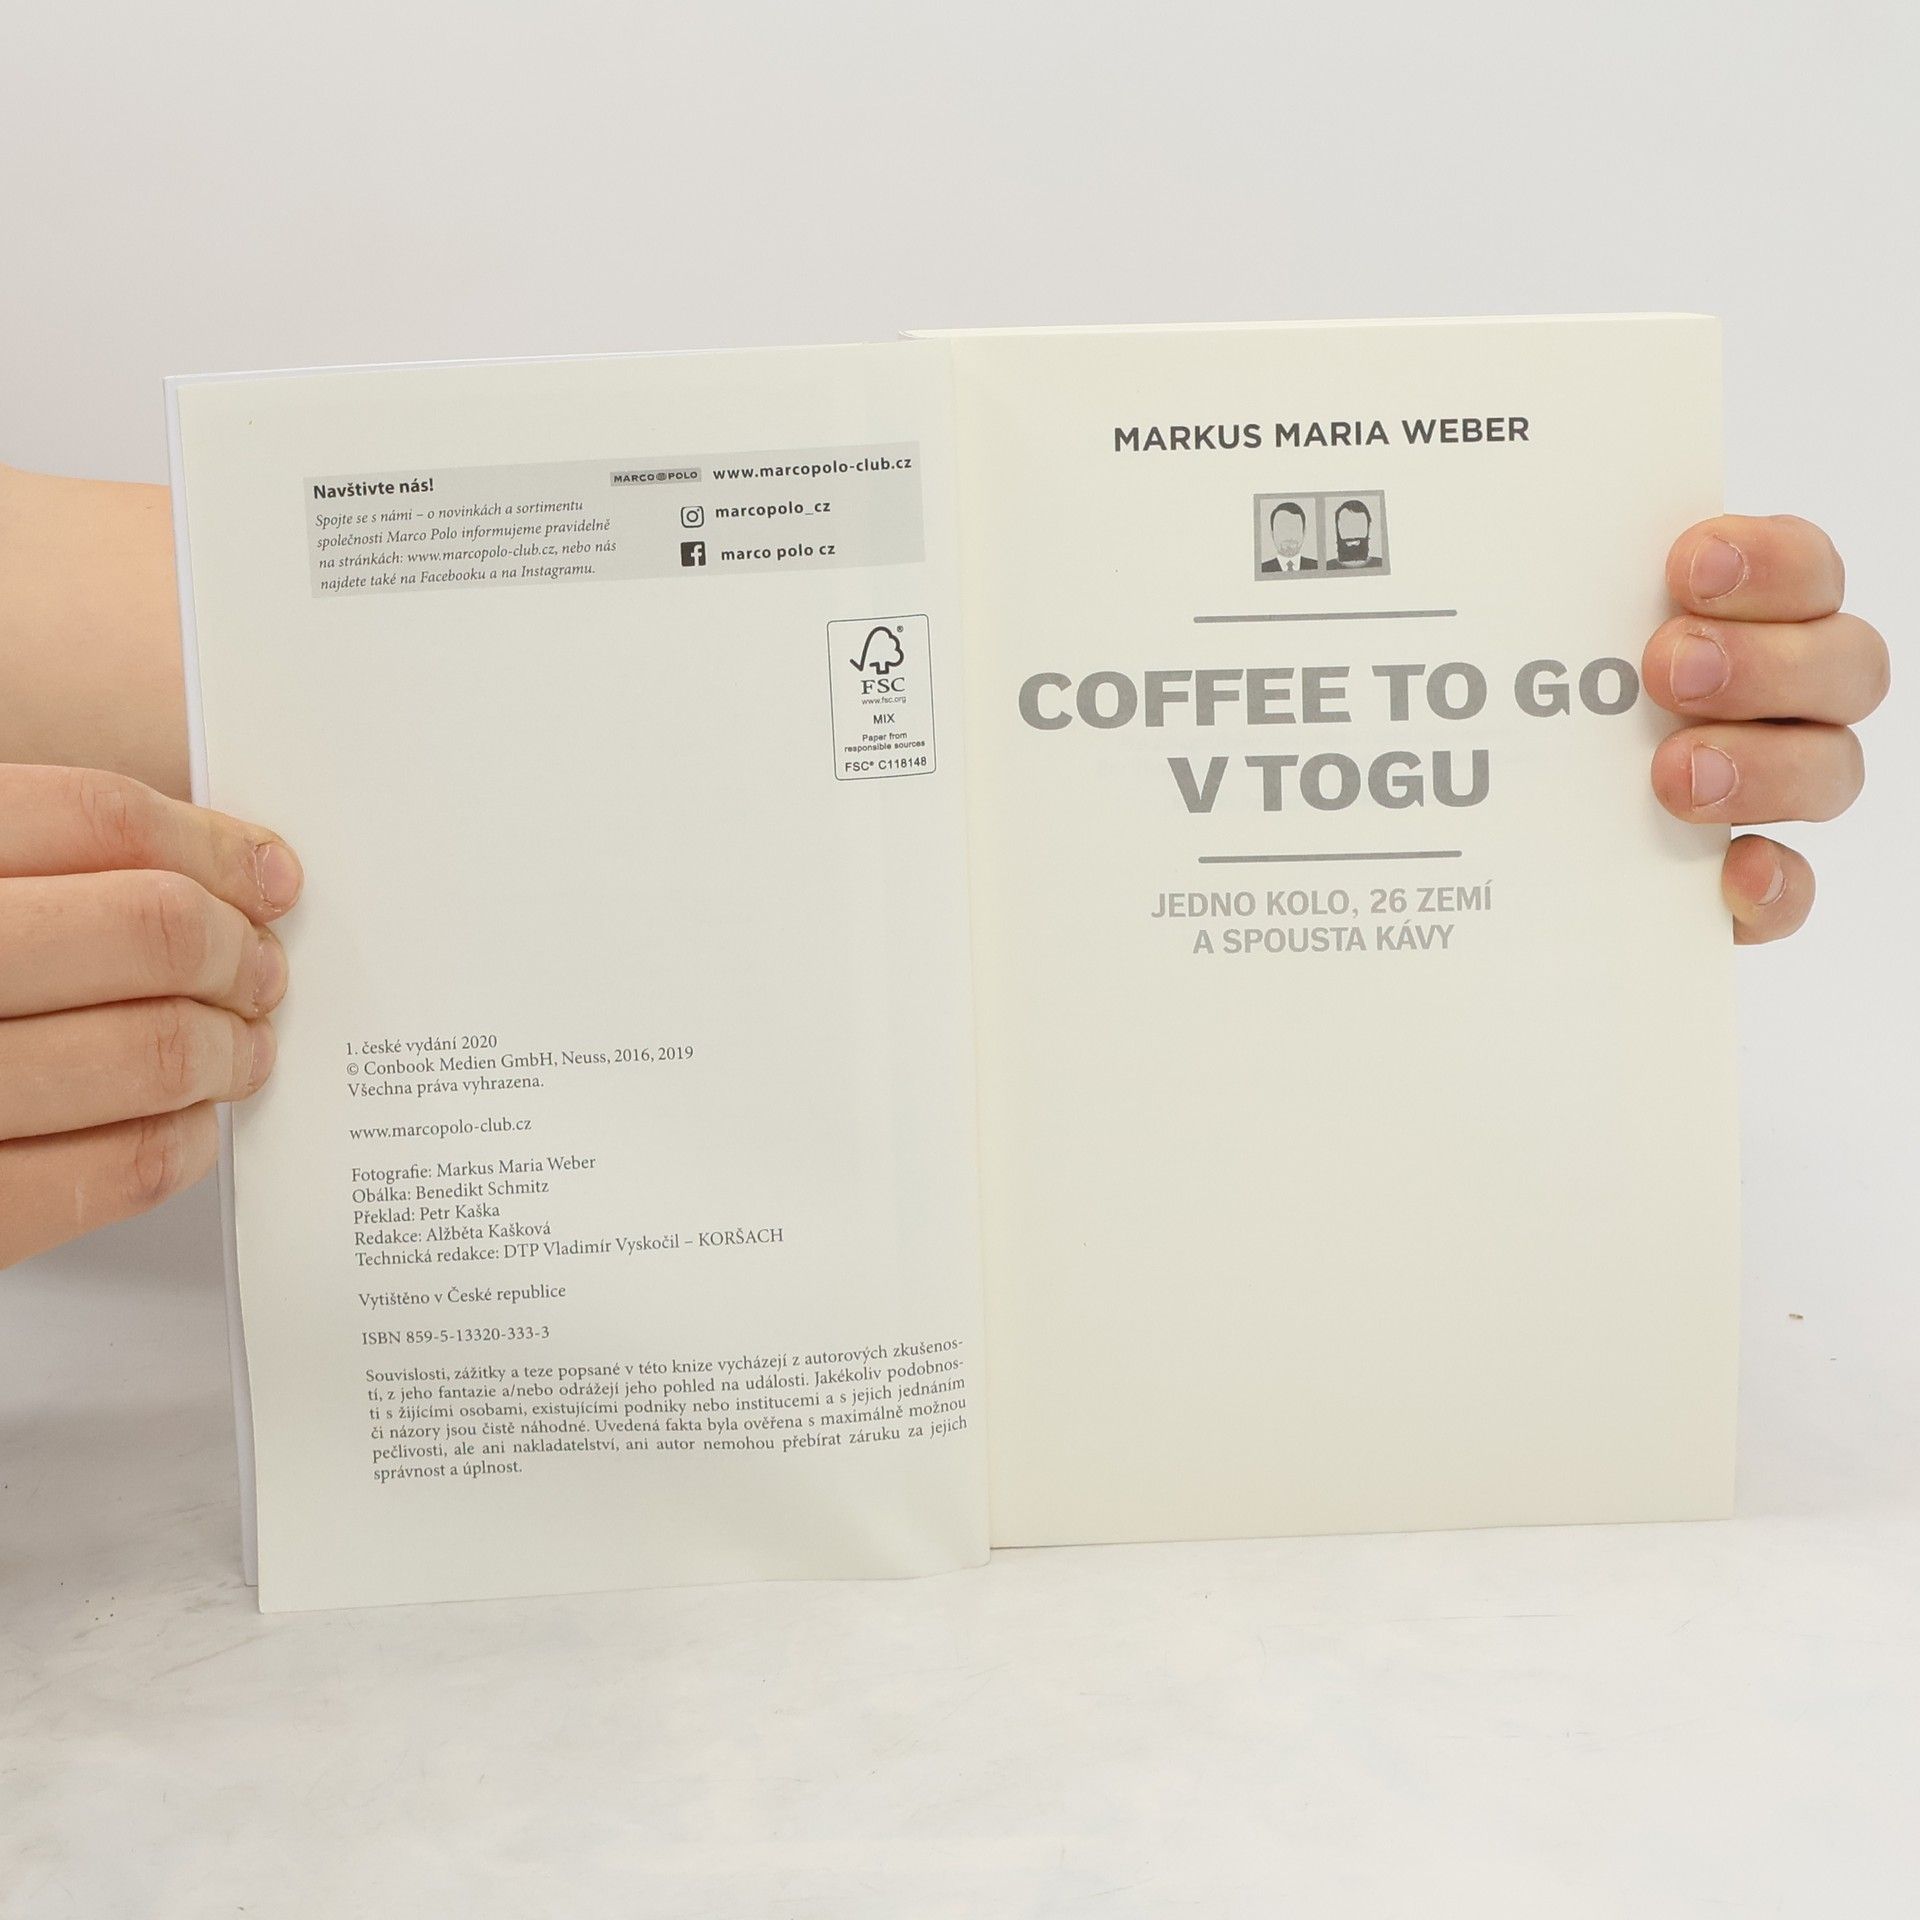 Navštivte nás!
Spojte se s námi – o novinkách a sortimentu
společnosti Marco Polo informujeme pravidelně
na stránkách: www.marcopolo-club.cz, nebo nás
najdete také na Facebooku a na Instagramu.
MARCO POLO www.marcopolo-club.cz
marcopolo_cz
marco polo cz
FSC®
www.fsc.org
MIX
Paper from
responsible sources
FSC® C118148
1. české vydání 2020
© Conbook Medien GmbH, Neuss, 2016, 2019
Všechna práva vyhrazena.
www.marcopolo-club.cz
Fotografie: Markus Maria Weber
Obálka: Benedikt Schmitz
Překlad: Petr Kaška
Redakce: Alžběta Kašková
Technická redakce: DTP Vladimír Vyskočil – KORŠACH
Vytištěno v České republice
ISBN 859-5-13320-333-3
Souvislosti, zážitky a teze popsané v této knize vycházejí z autorových zkušenos-
tí, z jeho fantazie a/nebo odrážejí jeho pohled na události. Jakékoliv podobnos-
ti s žijícími osobami, existujícími podniky nebo institucemi a s jejich jednáním
či názory jsou čistě náhodné. Uvedená fakta byla ověřena s maximálně možnou
pečlivostí, ale ani nakladatelství, ani autor nemohou přebírat záruku za jejich
správnost a úplnost.
MARKUS MARIA WEBER
COFFEE TO GO
V TOGU
JEDNO KOLO, 26 ZEMÍ
A SPOUSTA KÁVY